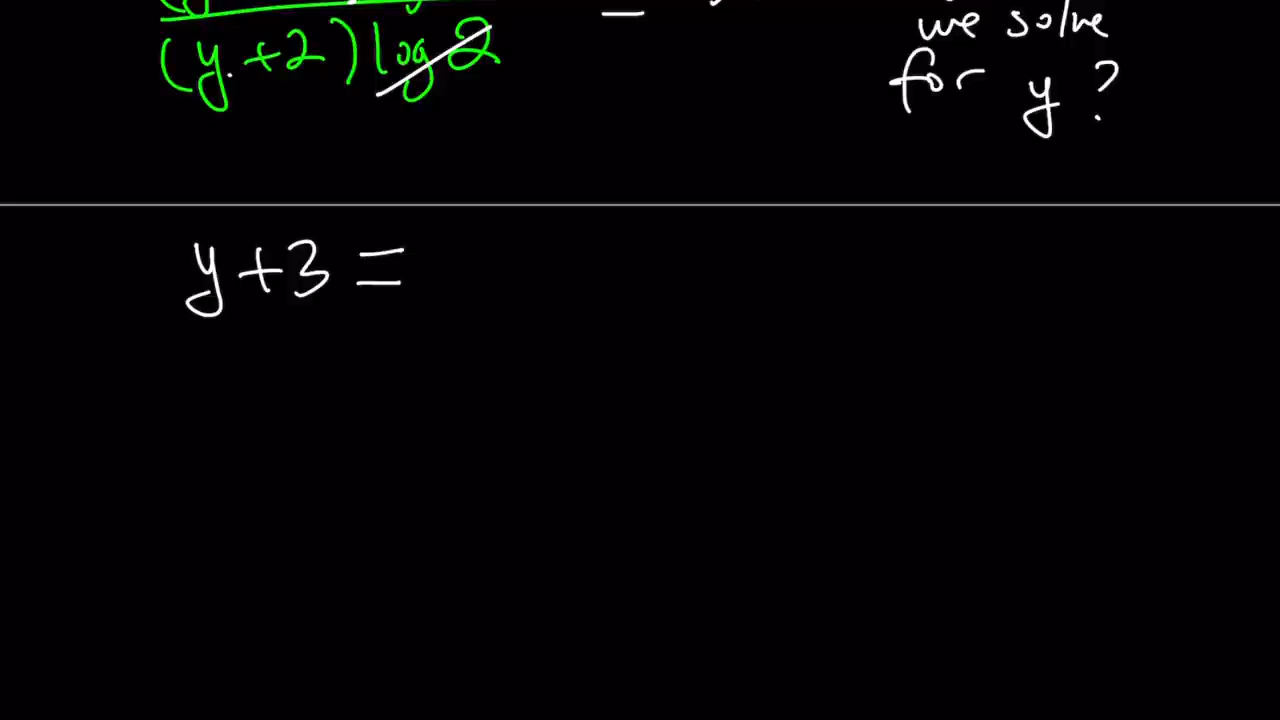 (y+2) log 2 =
we solve
for y?
y+3=